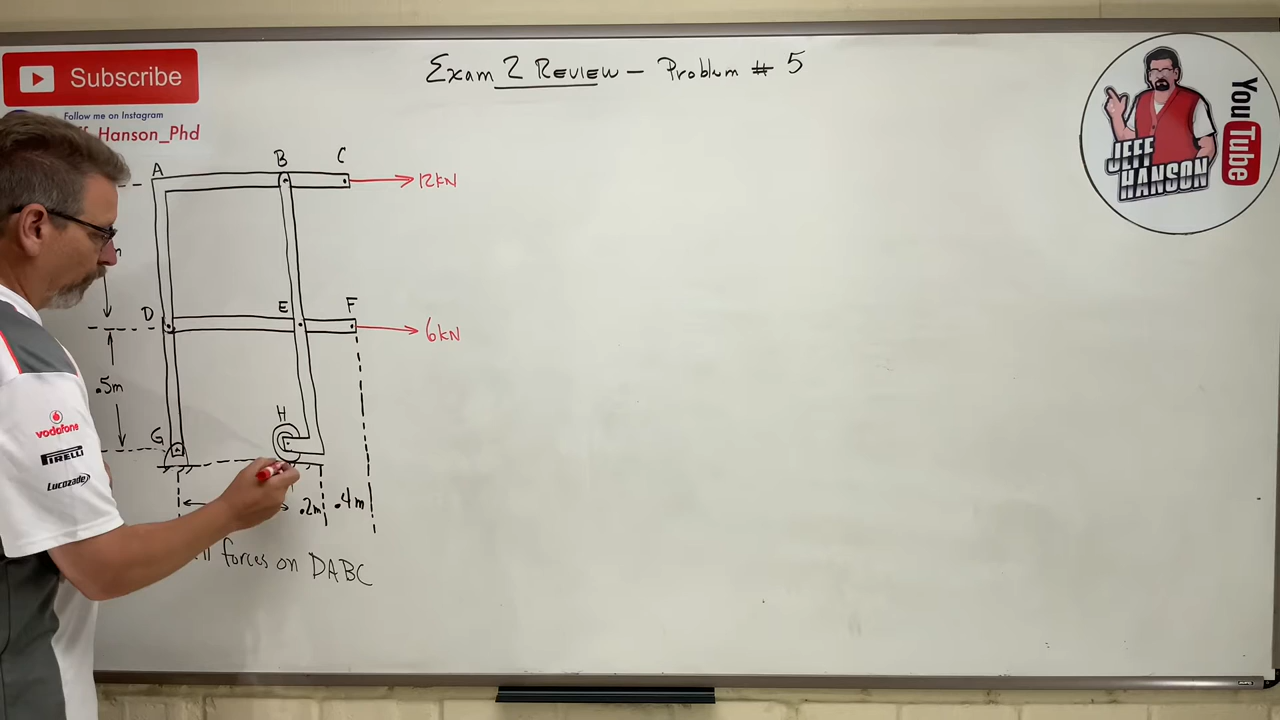 Exam 2 Review - Problem # 5
Subscribe
Follow me on Instagram
Hanson_Phd
A B C
12kN
D E F
6kN
.5m
G H
.2m .4m
forces on DABC
vodafone
PIRELLI
Lucozade
JEFF
HANSON
YouTube